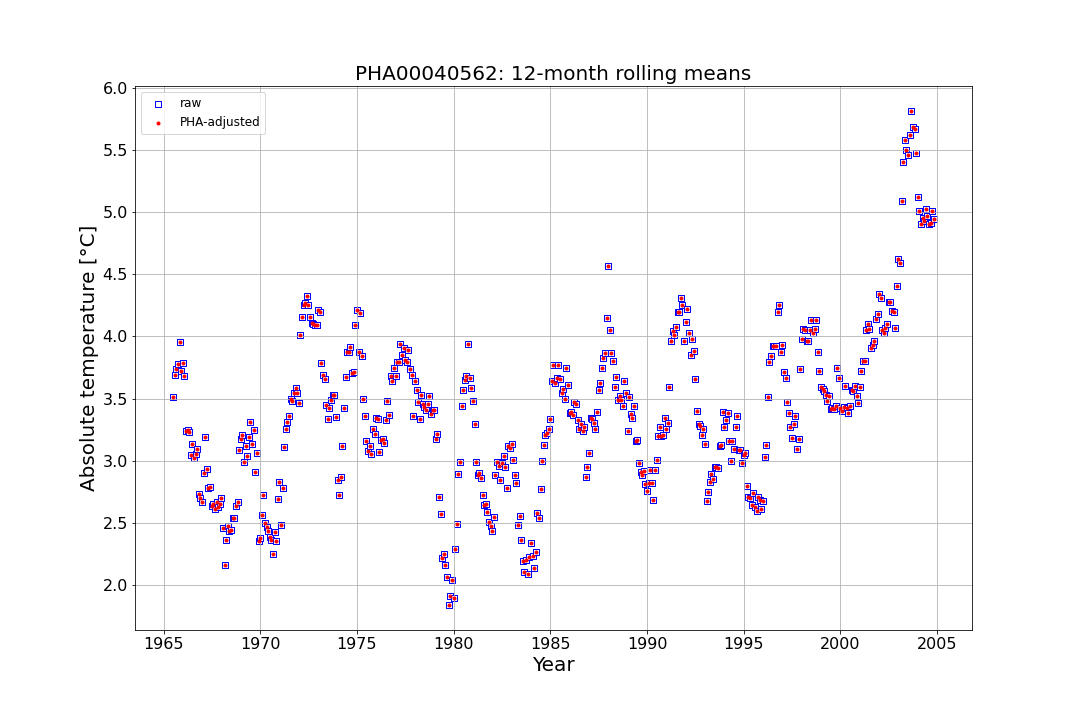 PHA00040562: 12-month rolling means
raw
PHA-adjusted
Absolute temperature [°C]
6.0
5.5
5.0
4.5
4.0
3.5
3.0
2.5
2.0
1965 1970 1975 1980 1985 1990 1995 2000 2005
Year